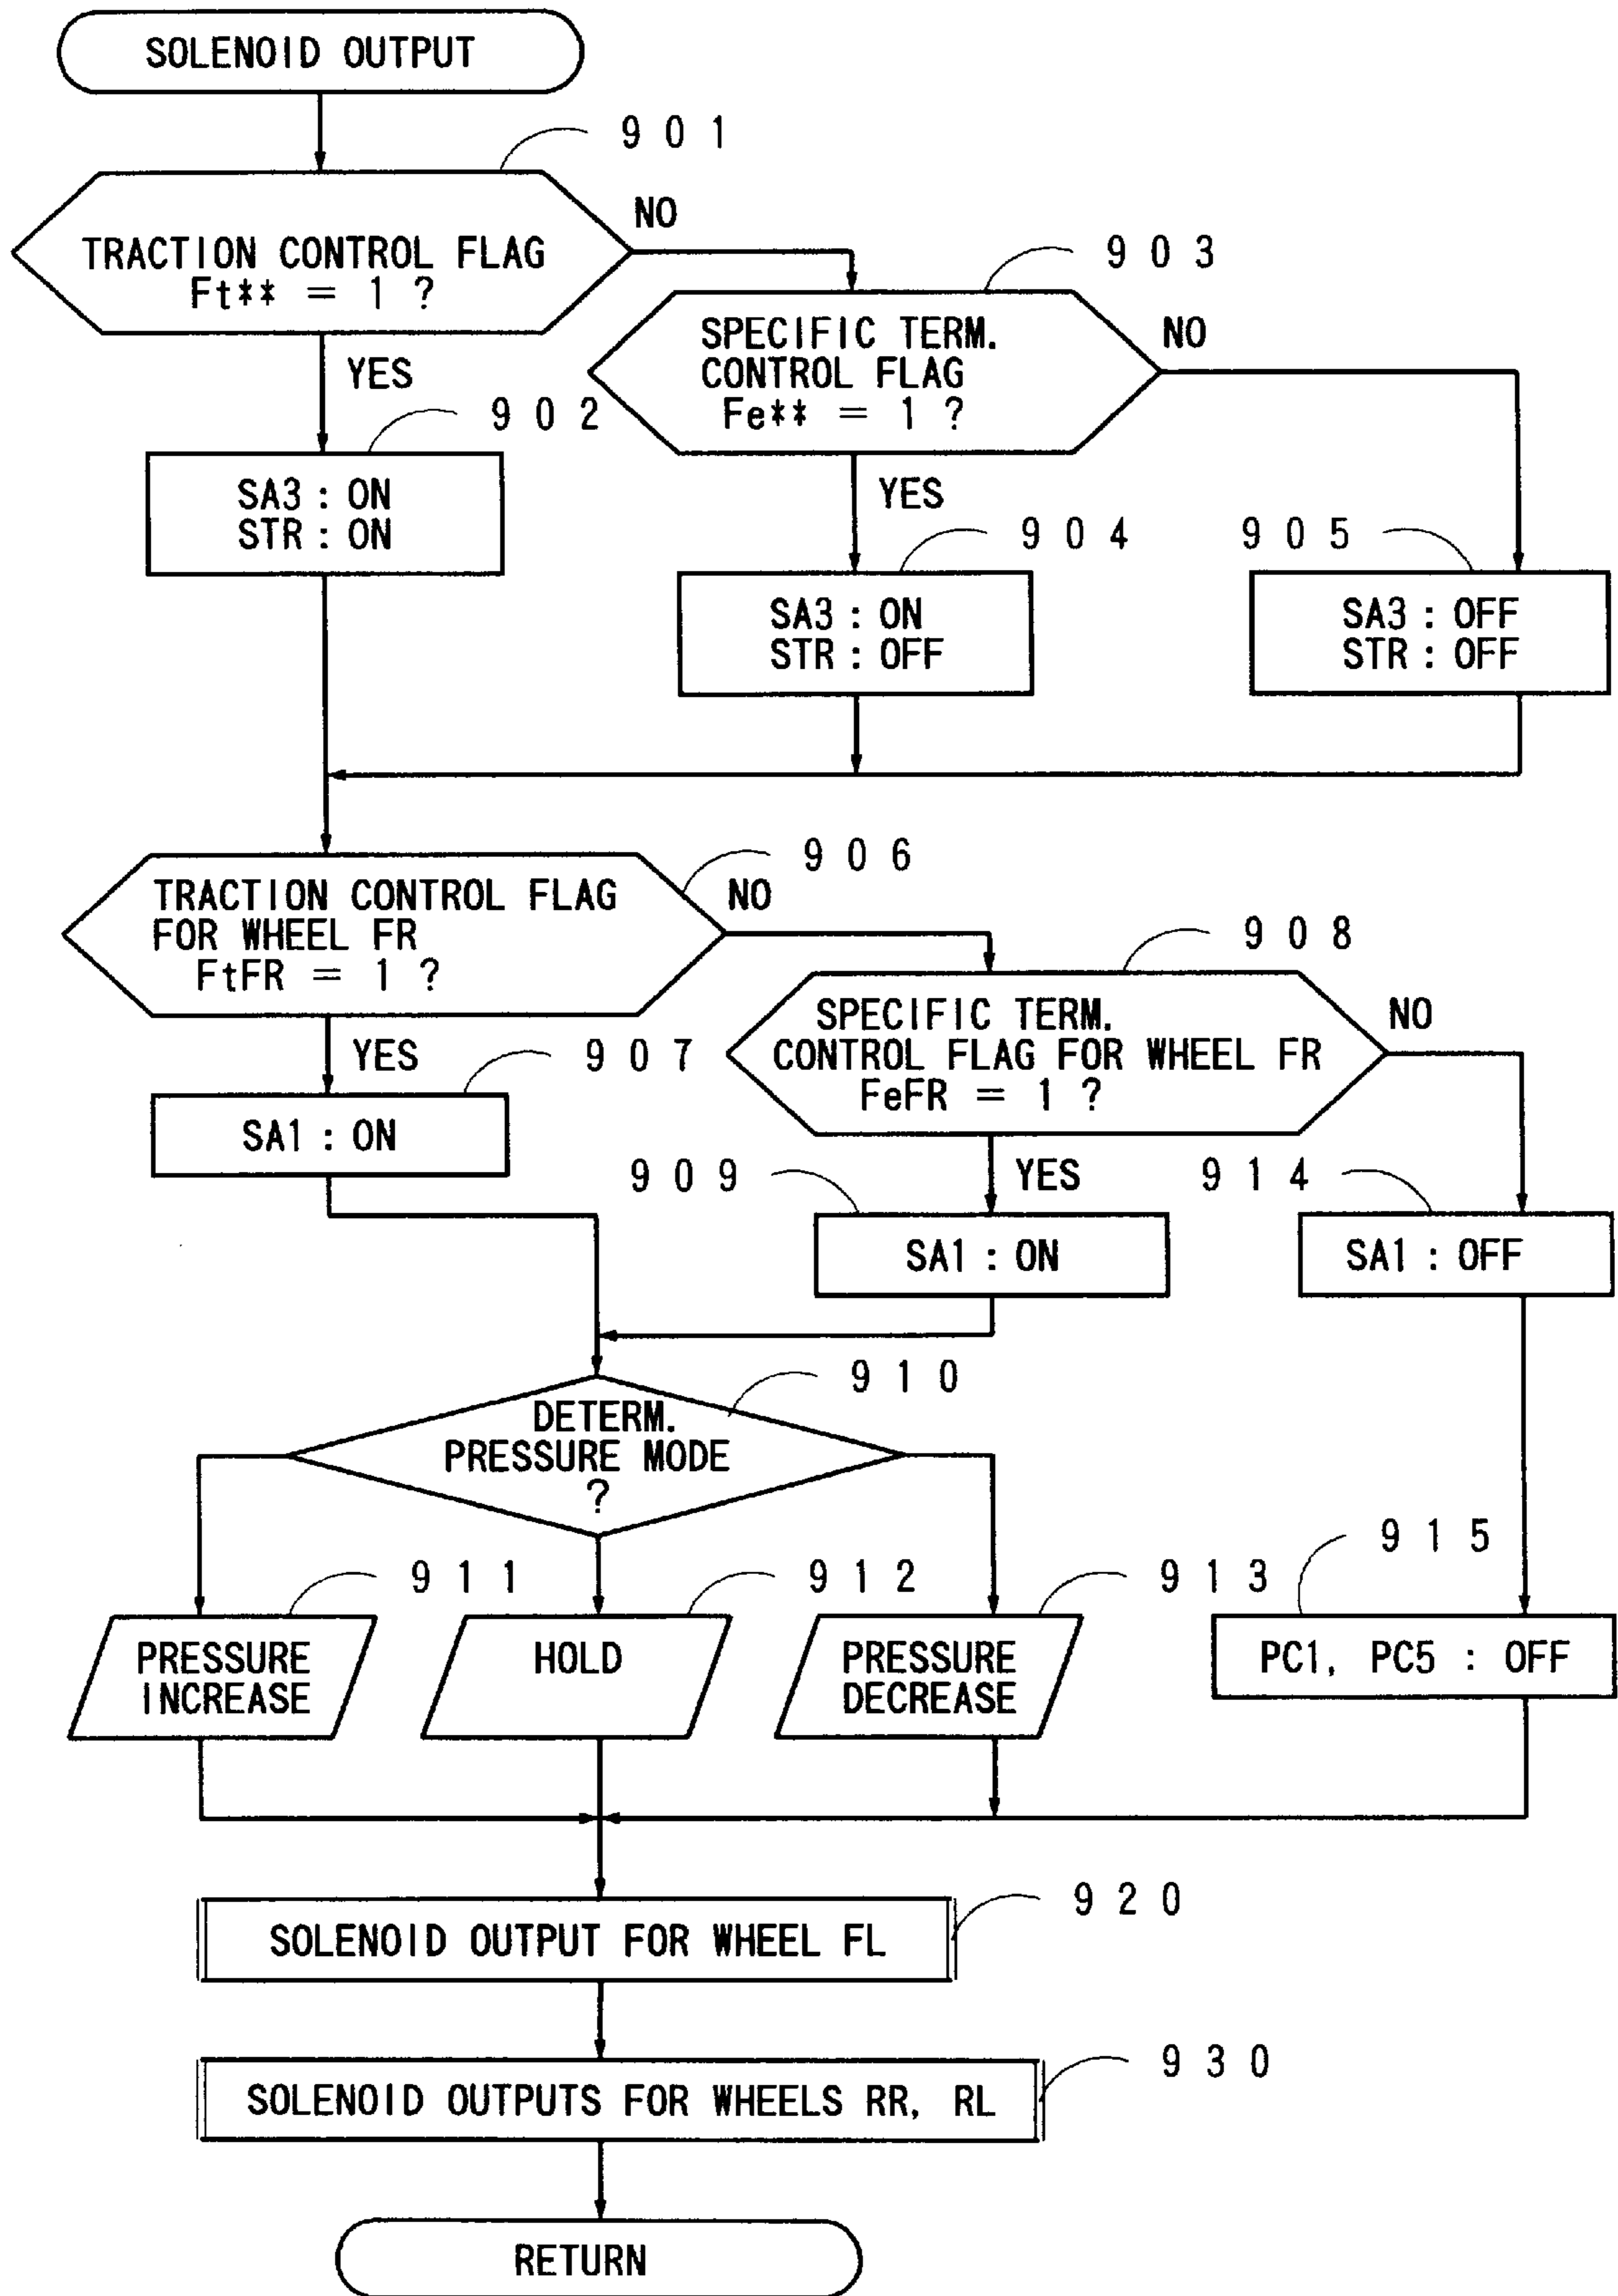 SOLENOID OUTPUT
901
TRACTION CONTROL FLAG
Ft** = 1 ?
NO
YES
903
SPECIFIC TERM.
CONTROL FLAG
Fe** = 1 ?
NO
YES
902
SA3 : ON
STR : ON
904
SA3 : ON
STR : OFF
905
SA3 : OFF
STR : OFF
906
TRACTION CONTROL FLAG
FOR WHEEL FR
FtFR = 1 ?
NO
YES
908
SPECIFIC TERM.
CONTROL FLAG FOR WHEEL FR
FeFR = 1 ?
NO
YES
907
SA1 : ON
909
SA1 : ON
914
SA1 : OFF
910
DETERM.
PRESSURE MODE
?
911
PRESSURE
INCREASE
912
HOLD
913
PRESSURE
DECREASE
915
PC1, PC5 : OFF
920
SOLENOID OUTPUT FOR WHEEL FL
930
SOLENOID OUTPUTS FOR WHEELS RR, RL
RETURN